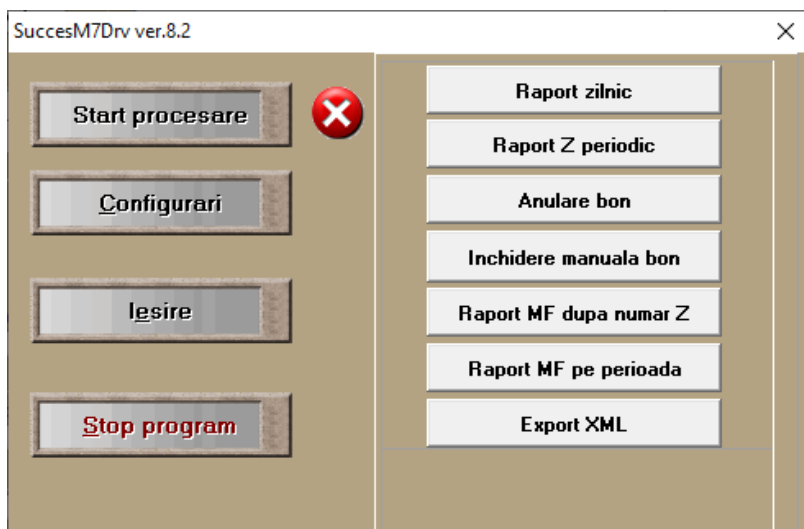 SuccesM7Drv ver.8.2
Start procesare
Configurari
Iesire
Stop program
Raport zilnic
Raport Z periodic
Anulare bon
Inchidere manuala bon
Raport MF dupa numar Z
Raport MF pe perioada
Export XML